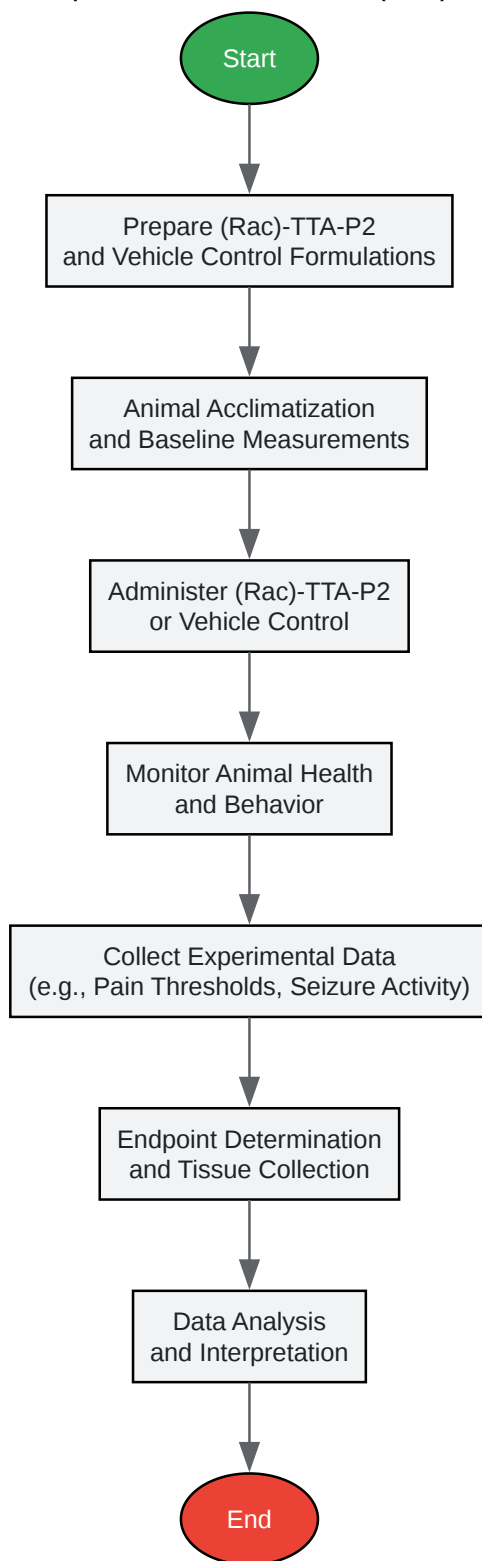 Start
Prepare (Rac)-TTA-P2
and Vehicle Control Formulations
Animal Acclimatization
and Baseline Measurements
Administer (Rac)-TTA-P2
or Vehicle Control
Monitor Animal Health
and Behavior
Collect Experimental Data
(e.g., Pain Thresholds, Seizure Activity)
Endpoint Determination
and Tissue Collection
Data Analysis
and Interpretation
End